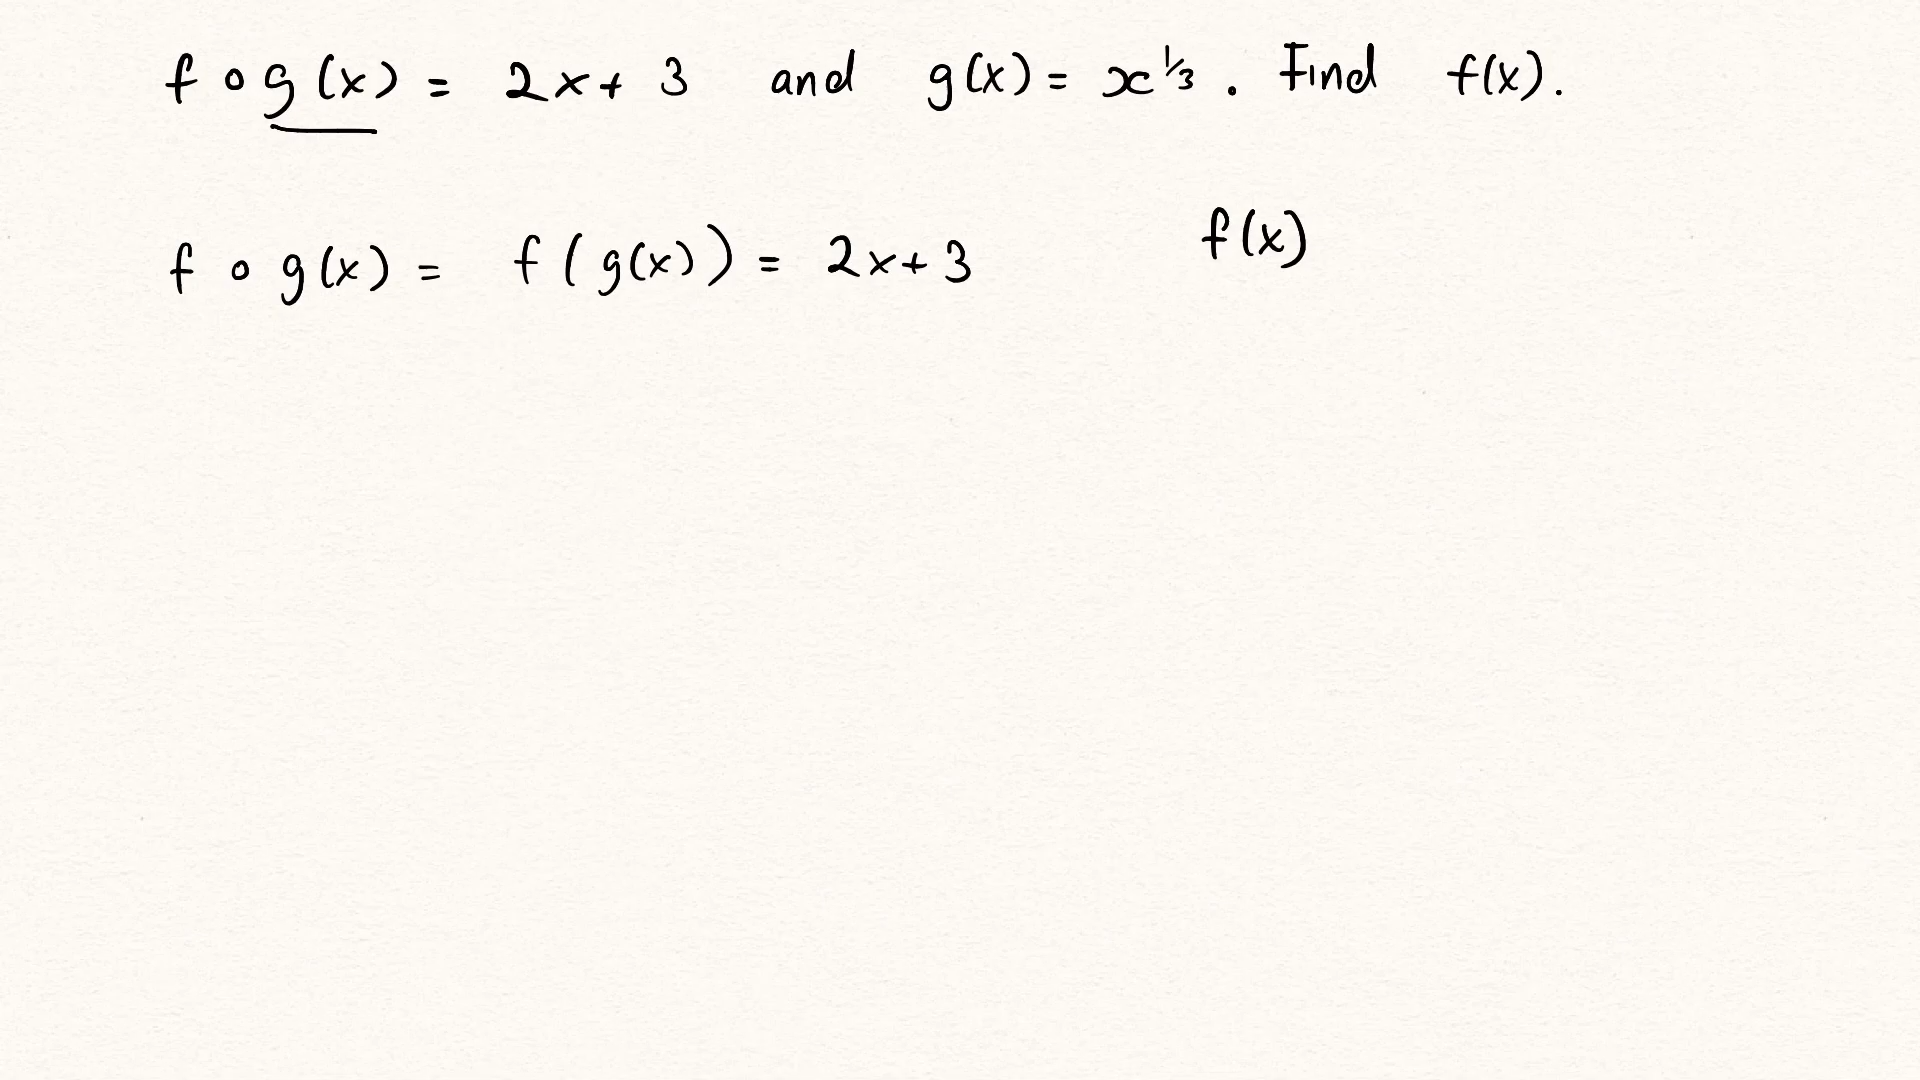 f ∘ g(x) = 2x + 3 and g(x) = x^1/3 . Find f(x).
f ∘ g(x) = f(g(x)) = 2x + 3 f(x)